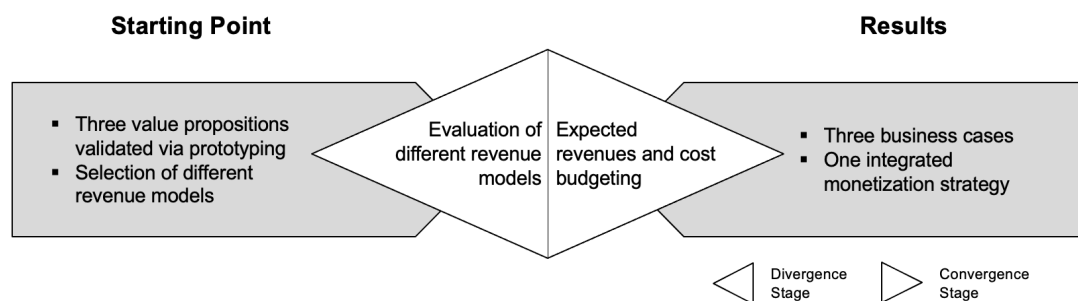 Starting Point
Results
▪ Three value propositions
validated via prototyping
▪ Selection of different
revenue models
Evaluation of
different revenue
models
Expected
revenues and cost
budgeting
▪ Three business cases
▪ One integrated
monetization strategy
Divergence
Stage
Convergence
Stage